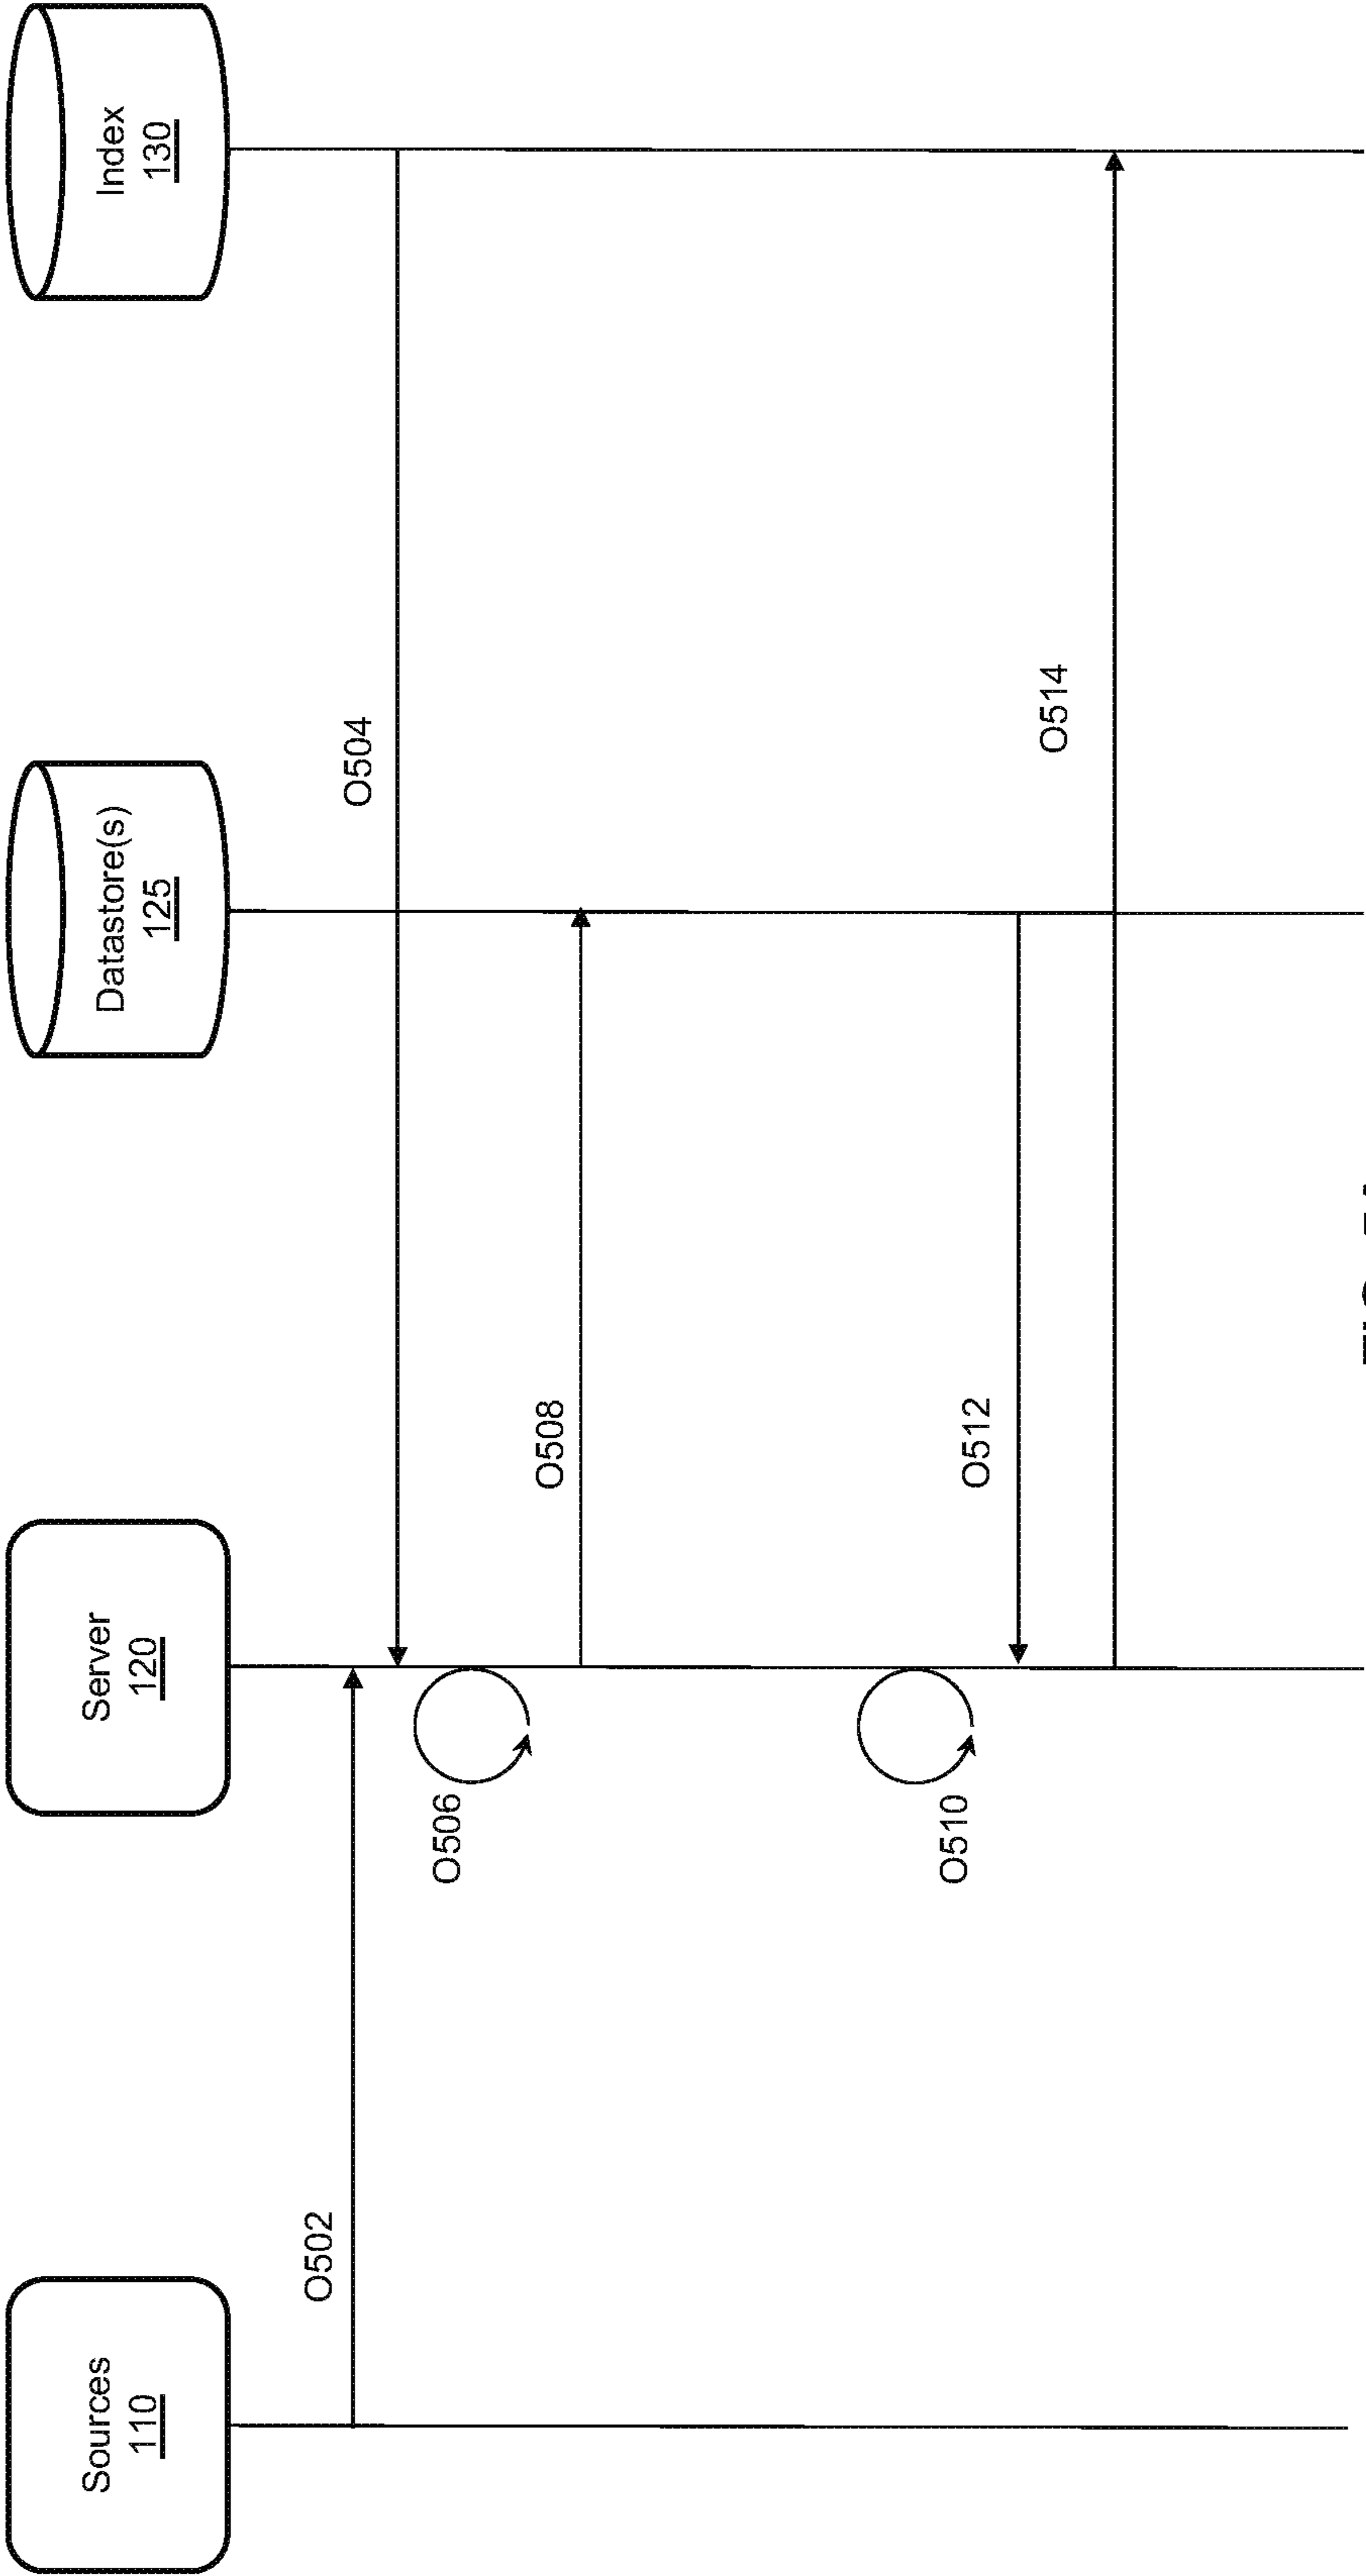 Sources
110
Server
120
Datastore(s)
125
Index
130
O502
O504
O506
O508
O510
O512
O514